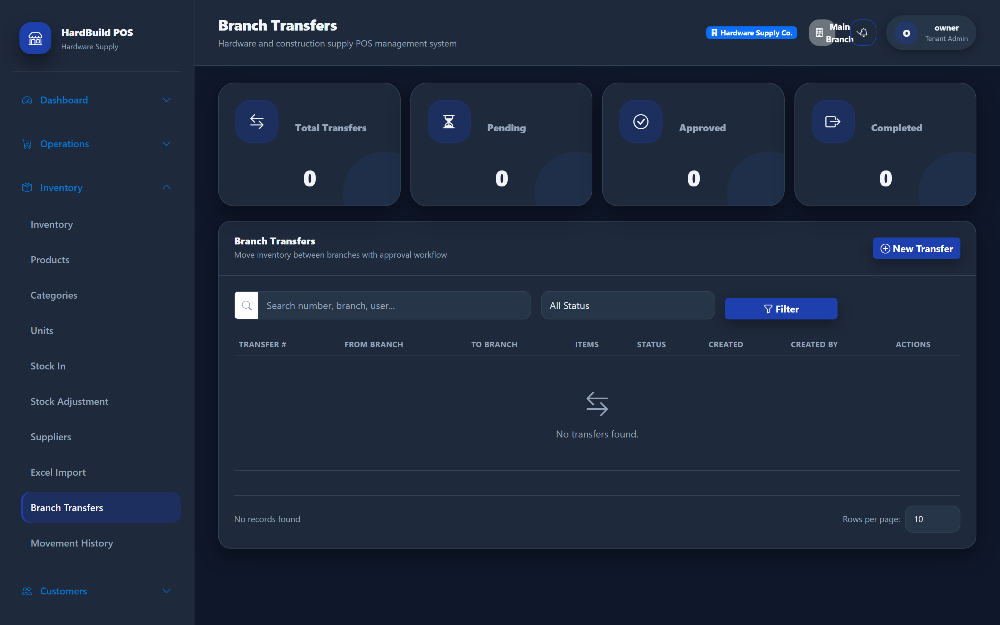 HardBuild POS
Hardware Supply
Dashboard
Operations
Inventory
Inventory
Products
Categories
Units
Stock In
Stock Adjustment
Suppliers
Excel Import
Branch Transfers
Movement History
Customers
Branch Transfers
Hardware and construction supply POS management system
Hardware Supply Co.
Main
Branch
o
owner
Tenant Admin
Total Transfers
0
Pending
0
Approved
0
Completed
0
Branch Transfers
Move inventory between branches with approval workflow
New Transfer
Search number, branch, user...
All Status
Filter
TRANSFER # FROM BRANCH TO BRANCH ITEMS STATUS CREATED CREATED BY ACTIONS
No transfers found.
No records found
Rows per page: 10